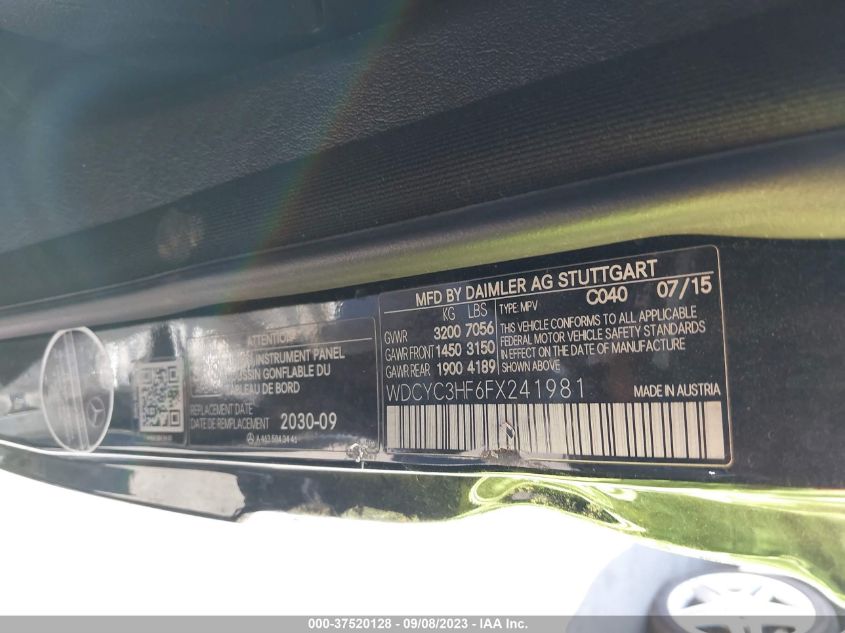 ATTENTION
INSTRUMENT PANEL
GONFLABLE DU
DE BORD
REPLACEMENT DATE
DATE DE REMPLACEMENT 2030-09
MFD BY DAIMLER AG STUTTGART
KG LBS TYPE: MPV C040 07/15
GVWR 3200 7056
GAWR FRONT 1450 3150
GAWR REAR 1900 4189
THIS VEHICLE CONFORMS TO ALL APPLICABLE
FEDERAL MOTOR VEHICLE SAFETY STANDARDS
IN EFFECT ON THE DATE OF MANUFACTURE
SHOWN ABOVE
WDCYC3HF6FX241981 MADE IN AUSTRIA
000-37520128 - 09/08/2023 - IAA Inc.